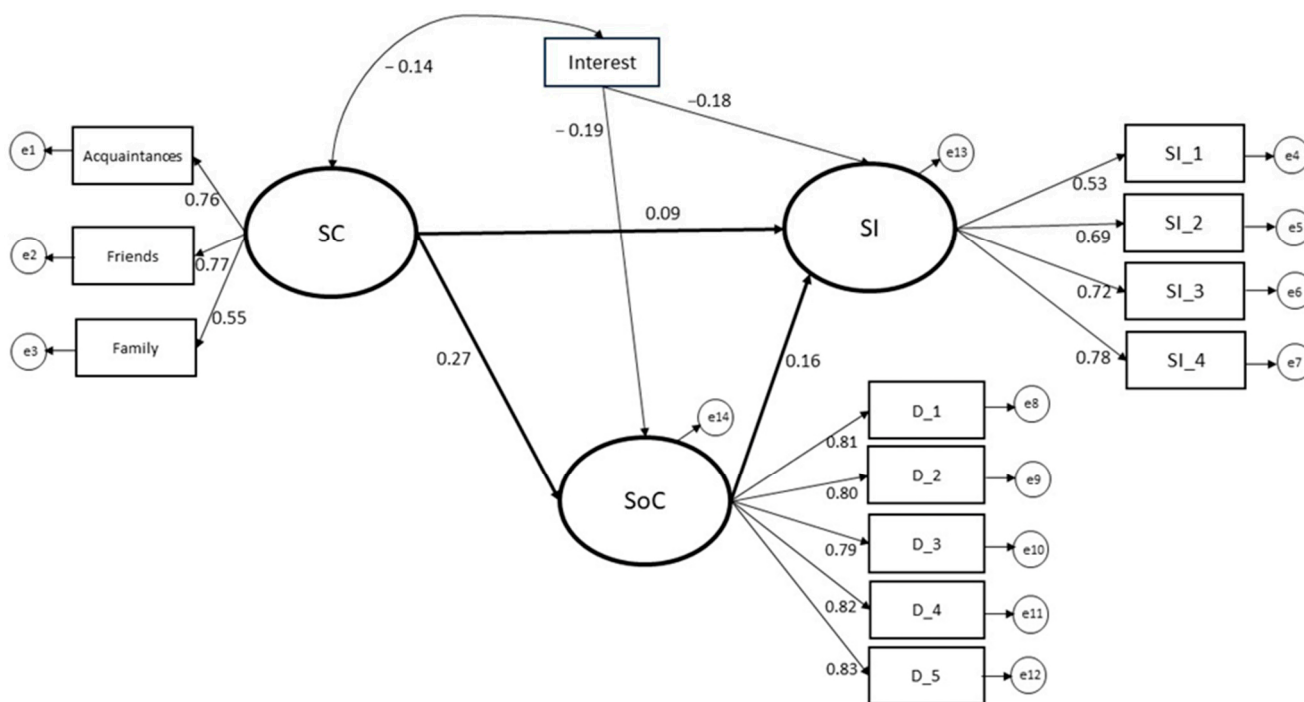 Interest
− 0.14
−0.18
− 0.19
e1
Acquaintances
0.76
e2
Friends
0.77
e3
Family
0.55
SC
0.09
SI
e13
0.53
SI_1
e4
0.69
SI_2
e5
0.72
SI_3
e6
0.78
SI_4
e7
0.27
0.16
SoC
e14
0.81
D_1
e8
0.80
D_2
e9
0.79
D_3
e10
0.82
D_4
e11
0.83
D_5
e12